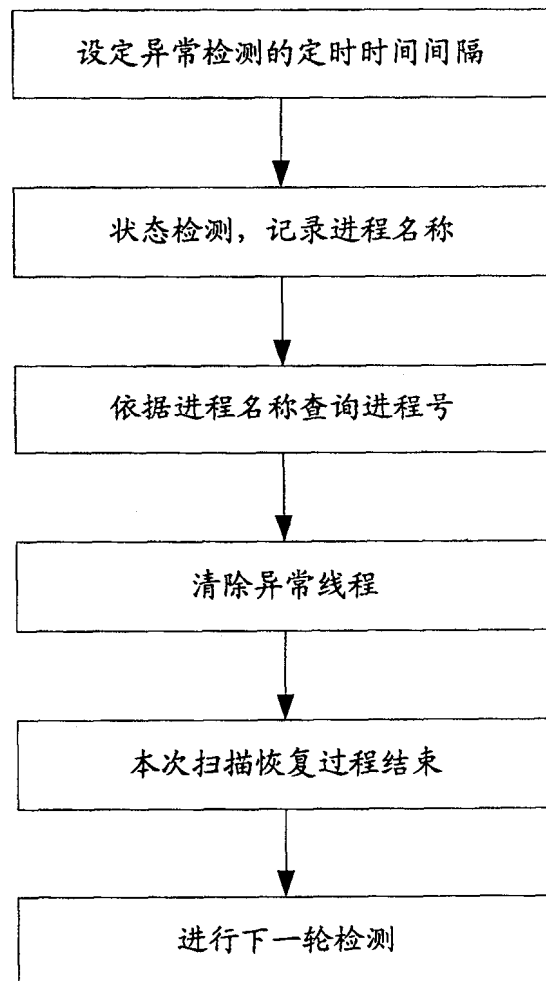 设定异常检测的定时时间间隔
状态检测，记录进程名称
依据进程名称查询进程号
清除异常线程
本次扫描恢复过程结束
进行下一轮检测